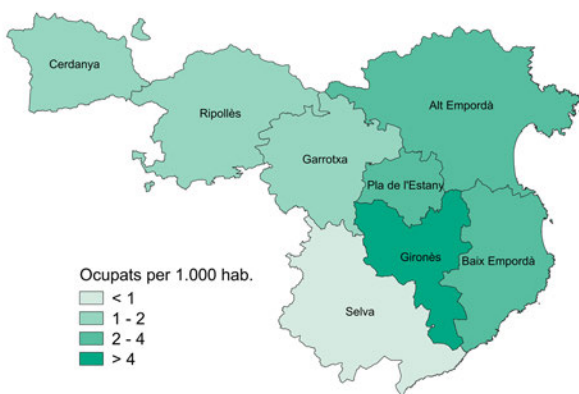 Cerdanya
Ripollès
Alt Empordà
Garrotxa
Pla de l'Estany
Gironès
Baix Empordà
Selva
Ocupats per 1.000 hab.
< 1
1 - 2
2 - 4
> 4